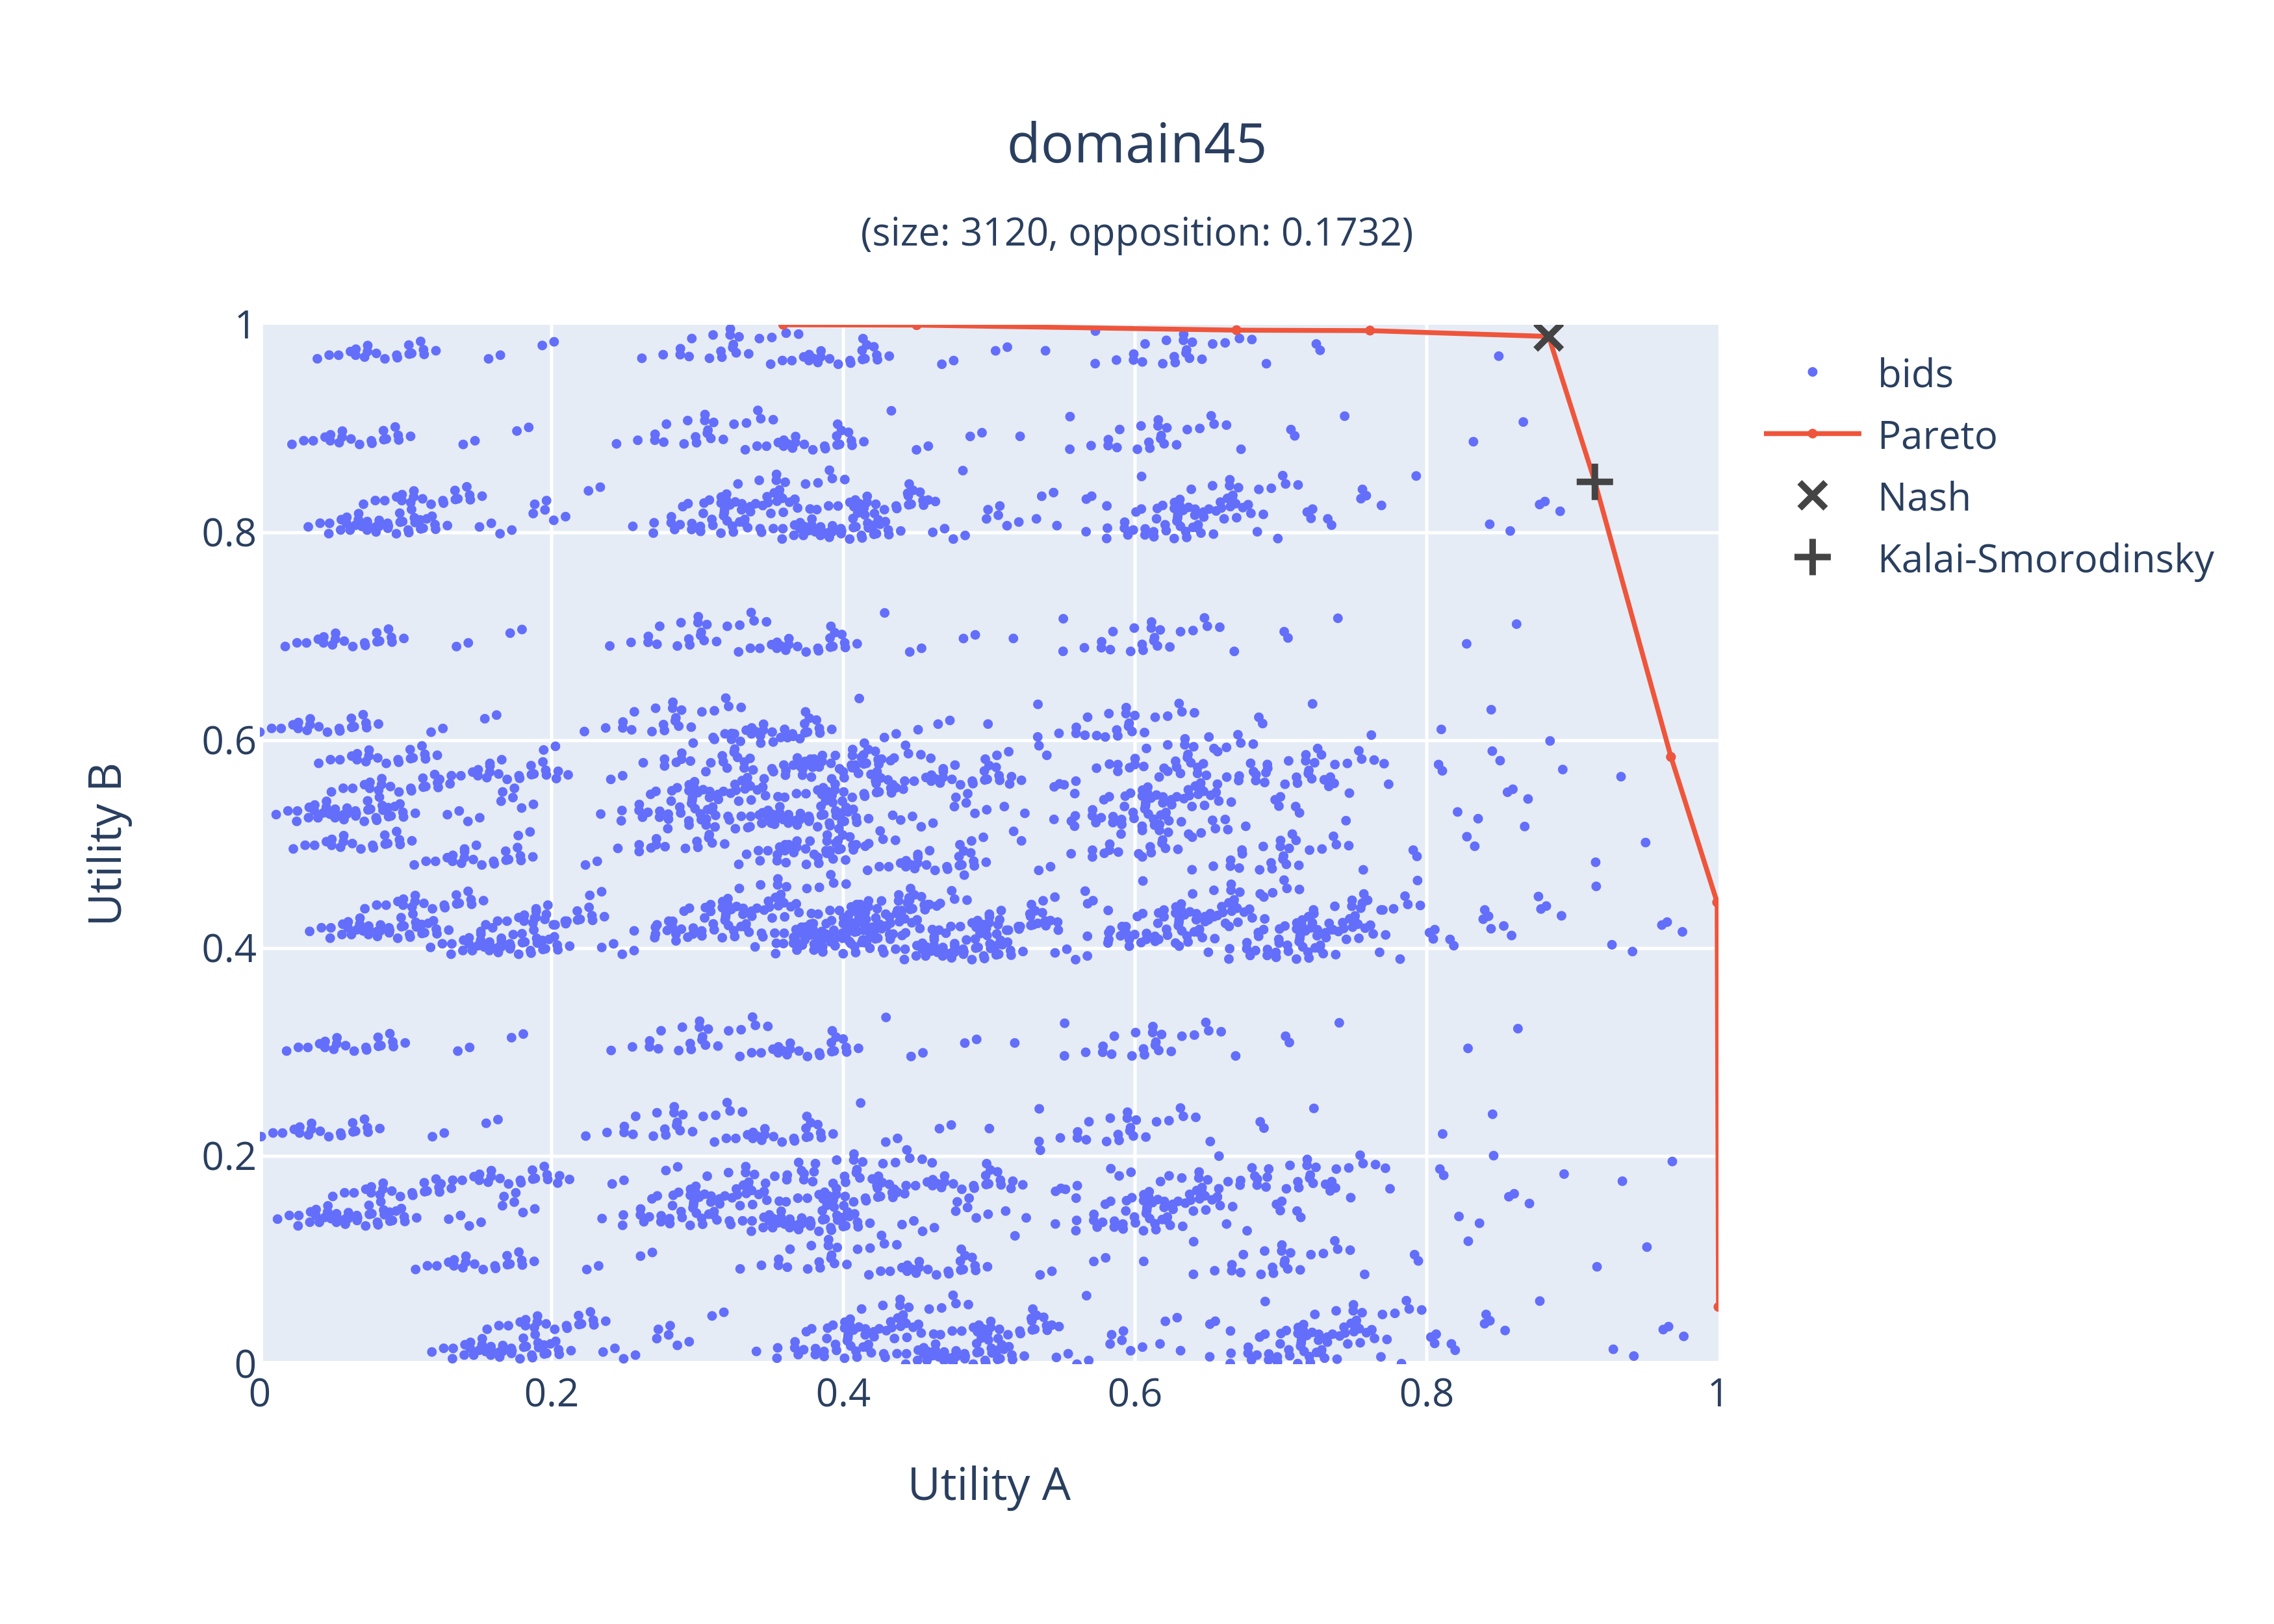 domain45
(size: 3120, opposition: 0.1732)
bids
Pareto
Nash
Kalai-Smorodinsky
1
0.8
0.6
0.4
0.2
0
0 0.2 0.4 0.6 0.8 1
Utility A
Utility B